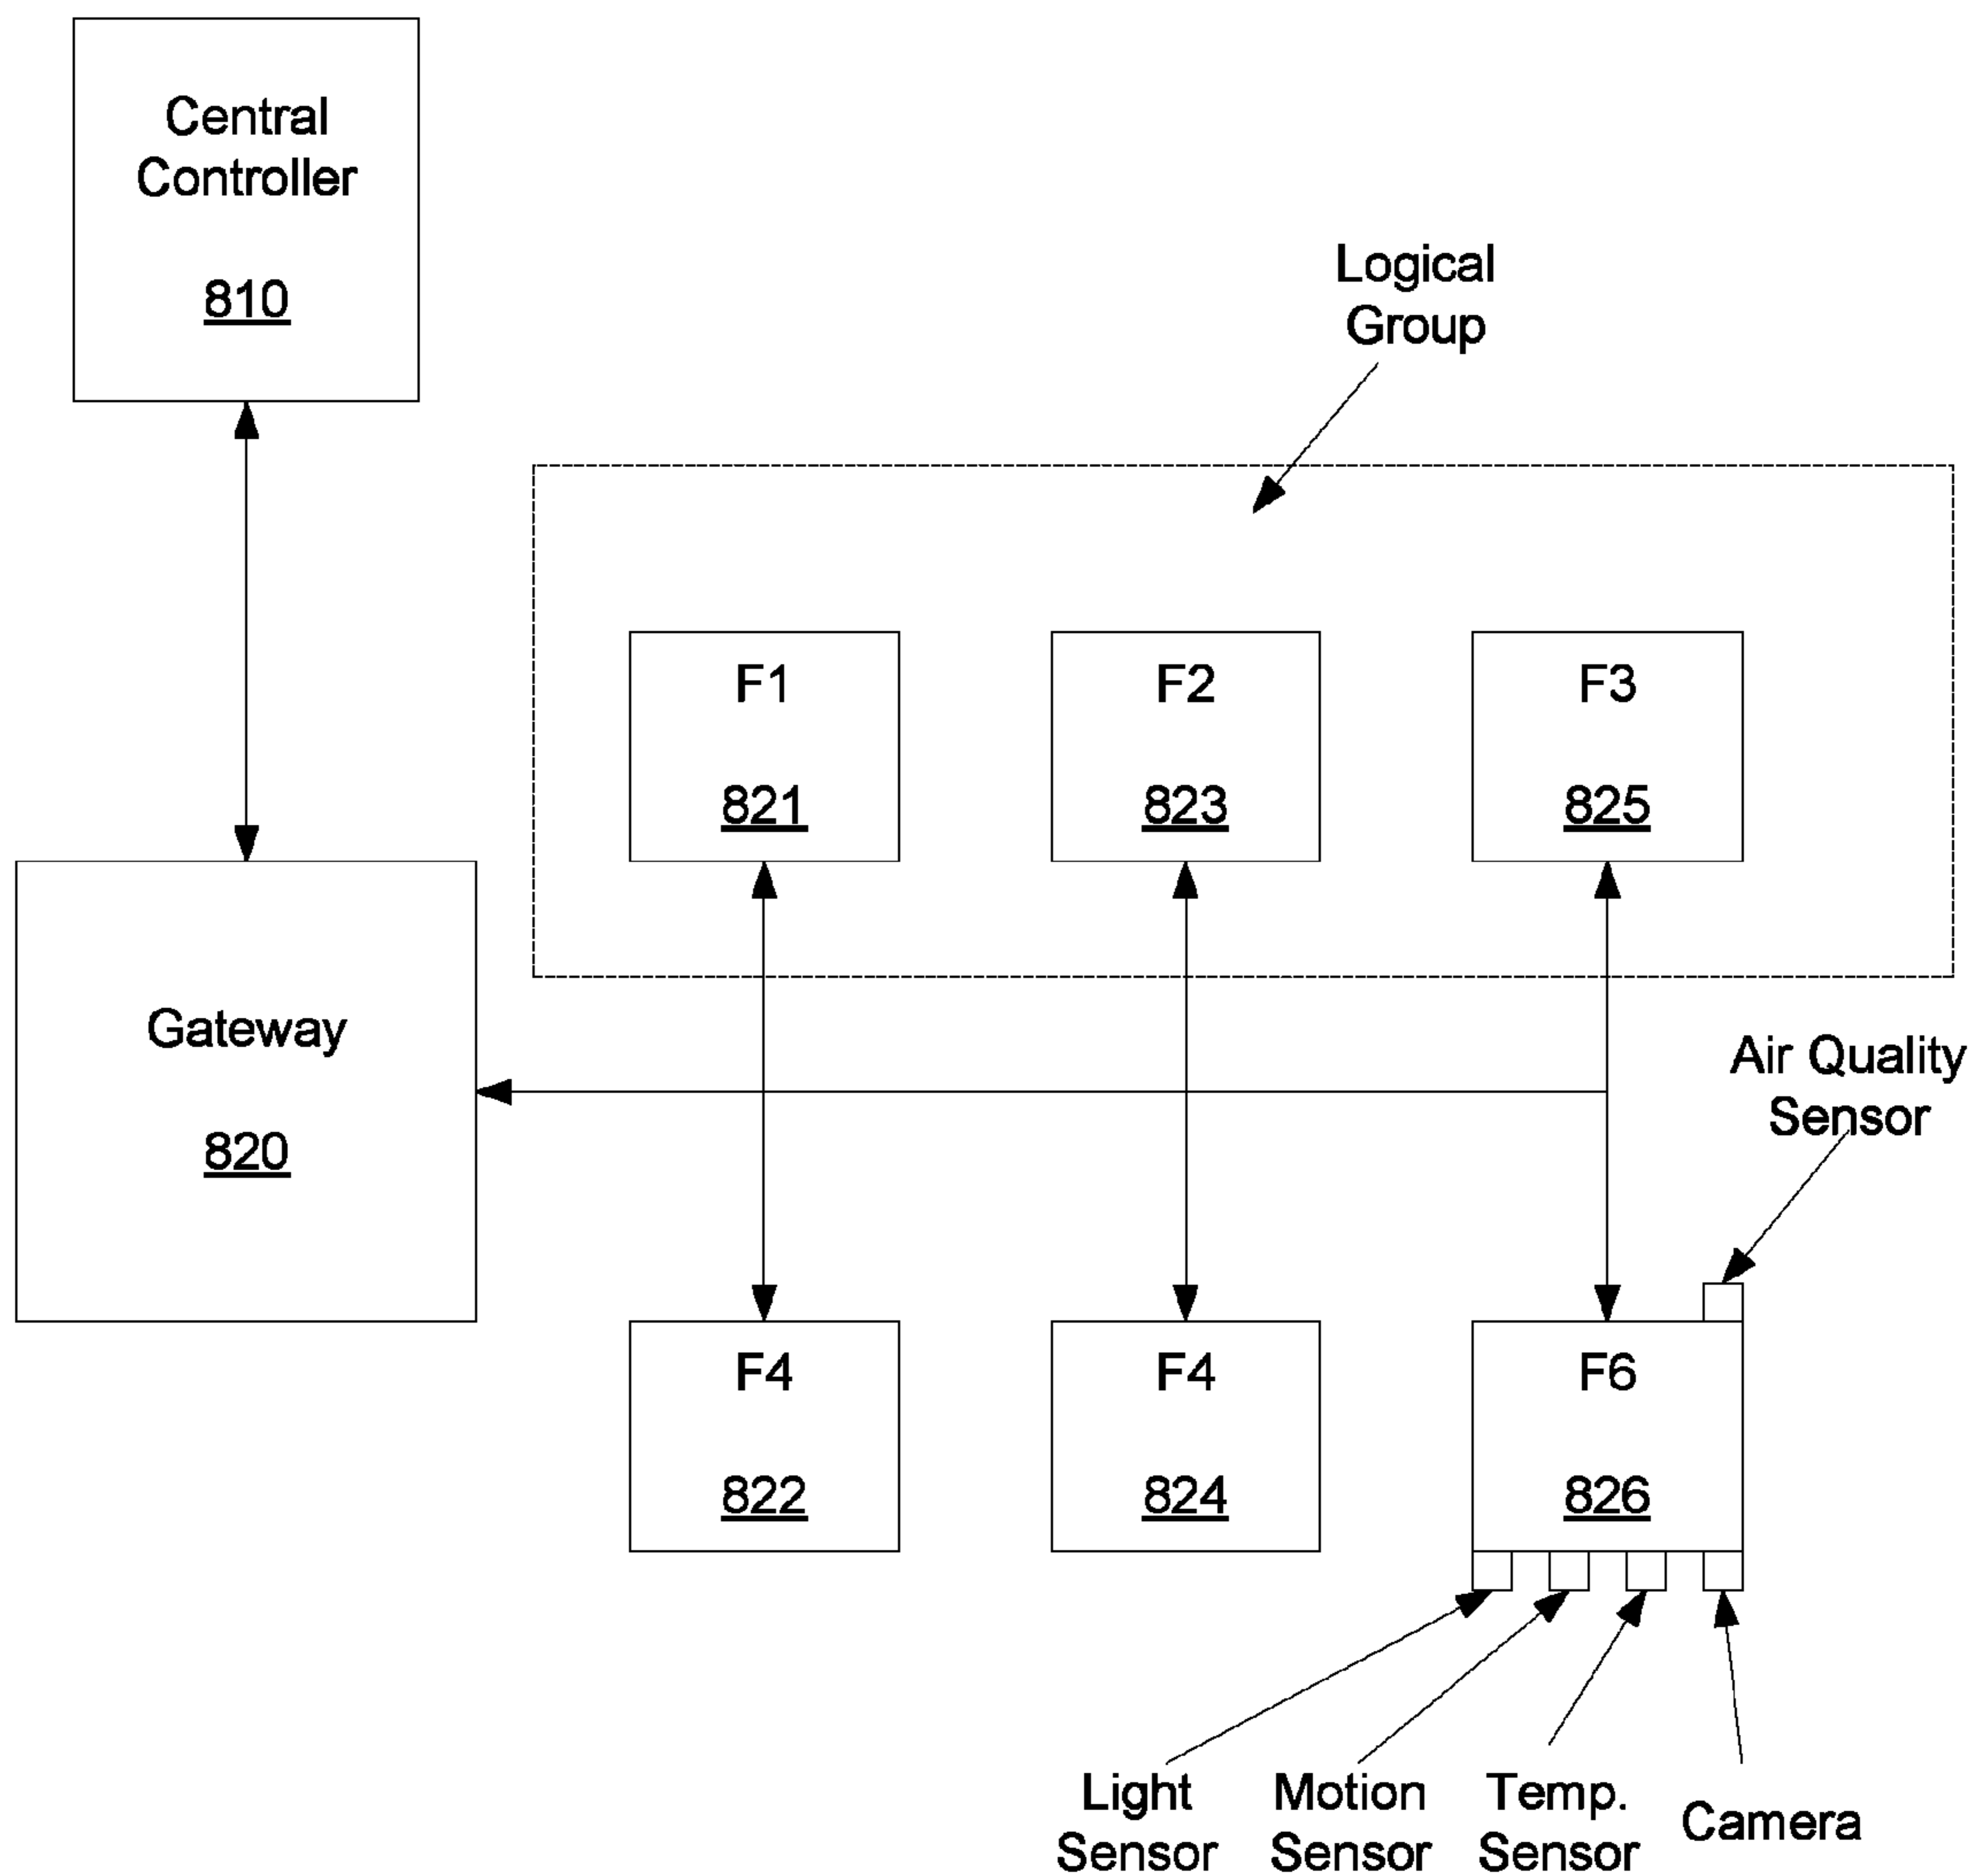 Central
Controller
810
Logical
Group
F1
821
F2
823
F3
825
Gateway
820
Air Quality
Sensor
F4
822
F4
824
F6
826
Light
Sensor
Motion
Sensor
Temp.
Sensor
Camera